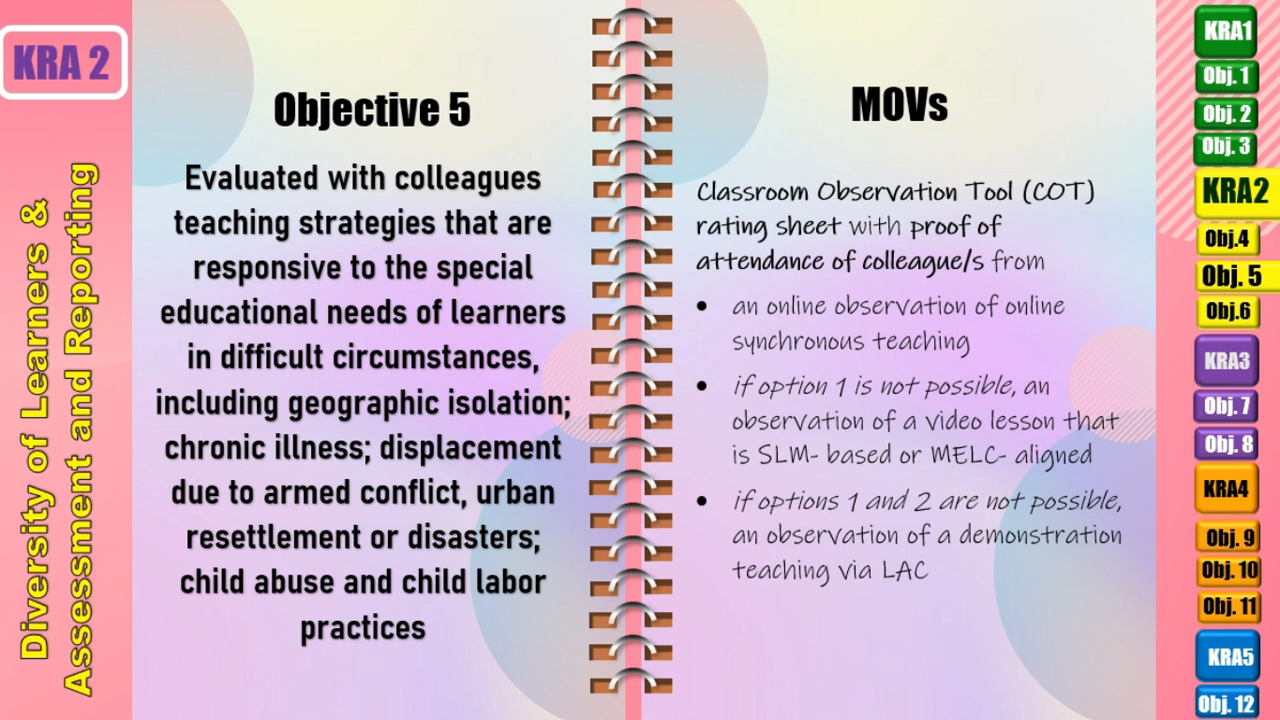 KRA 2
Diversity of Learners &
Assessment and Reporting
Objective 5
Evaluated with colleagues
teaching strategies that are
responsive to the special
educational needs of learners
in difficult circumstances,
including geographic isolation;
chronic illness; displacement
due to armed conflict, urban
resettlement or disasters;
child abuse and child labor
practices
MOVs
Classroom Observation Tool (COT)
rating sheet with proof of
attendance of colleague/s from
• an online observation of online
synchronous teaching
• if option 1 is not possible, an
observation of a video lesson that
is SLM- based or MELC- aligned
• if options 1 and 2 are not possible,
an observation of a demonstration
teaching via LAC
KRA1
Obj. 1
Obj. 2
Obj. 3
KRA2
Obj.4
Obj. 5
Obj.6
KRA3
Obj. 7
Obj. 8
KRA4
Obj. 9
Obj. 10
Obj. 11
KRA5
Obj. 12